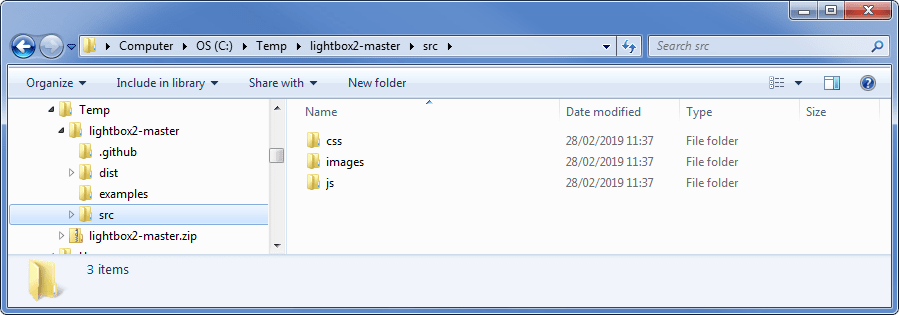 Computer ▸ OS (C:) ▸ Temp ▸ lightbox2-master ▸ src ▸
Search src
Organize Include in library Share with New folder
Temp
lightbox2-master
.github
dist
examples
src
lightbox2-master.zip
Name Date modified Type Size
css 28/02/2019 11:37 File folder
images 28/02/2019 11:37 File folder
js 28/02/2019 11:37 File folder
3 items